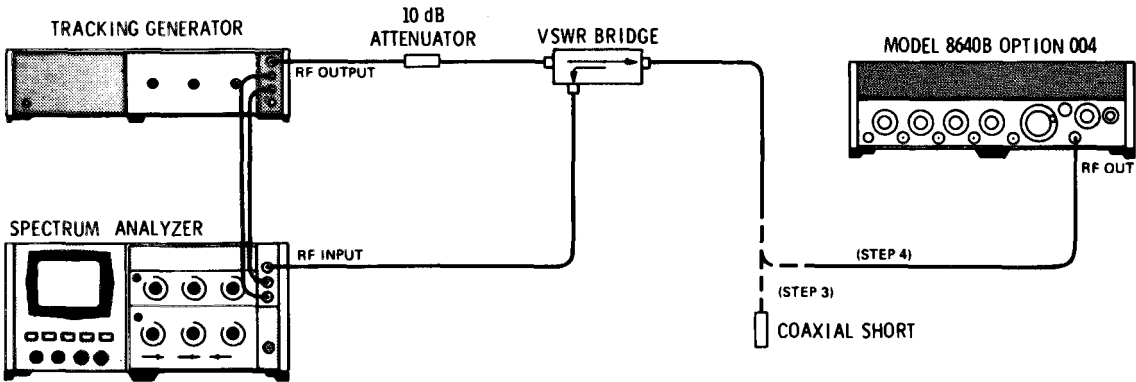 TRACKING GENERATOR
RF OUTPUT
10 dB
ATTENUATOR
VSWR BRIDGE
MODEL 8640B OPTION 004
RF OUT
SPECTRUM ANALYZER
RF INPUT
(STEP 4)
(STEP 3)
COAXIAL SHORT